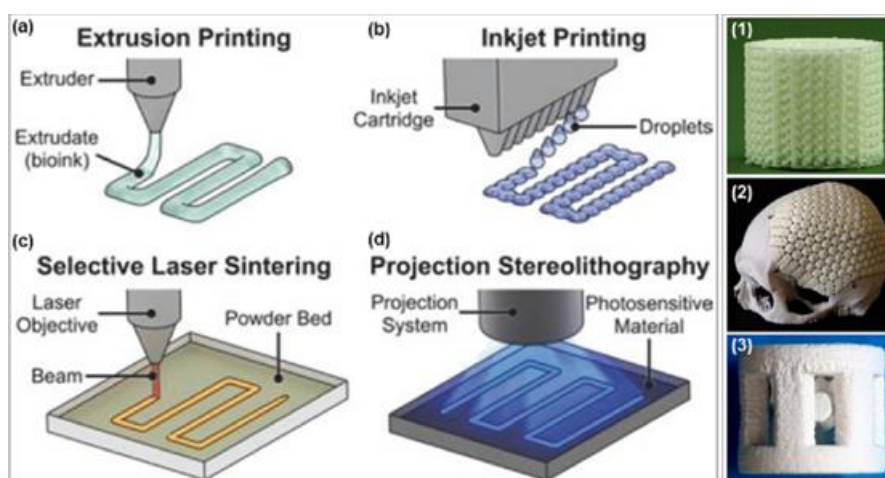 (a)
Extrusion Printing
Extruder
Extrudate
(bioink)
(b)
Inkjet Printing
Inkjet
Cartridge
Droplets
(c)
Selective Laser Sintering
Laser
Objective
Powder Bed
Beam
(d)
Projection Stereolithography
Projection
System
Photosensitive
Material
(1)
(2)
(3)